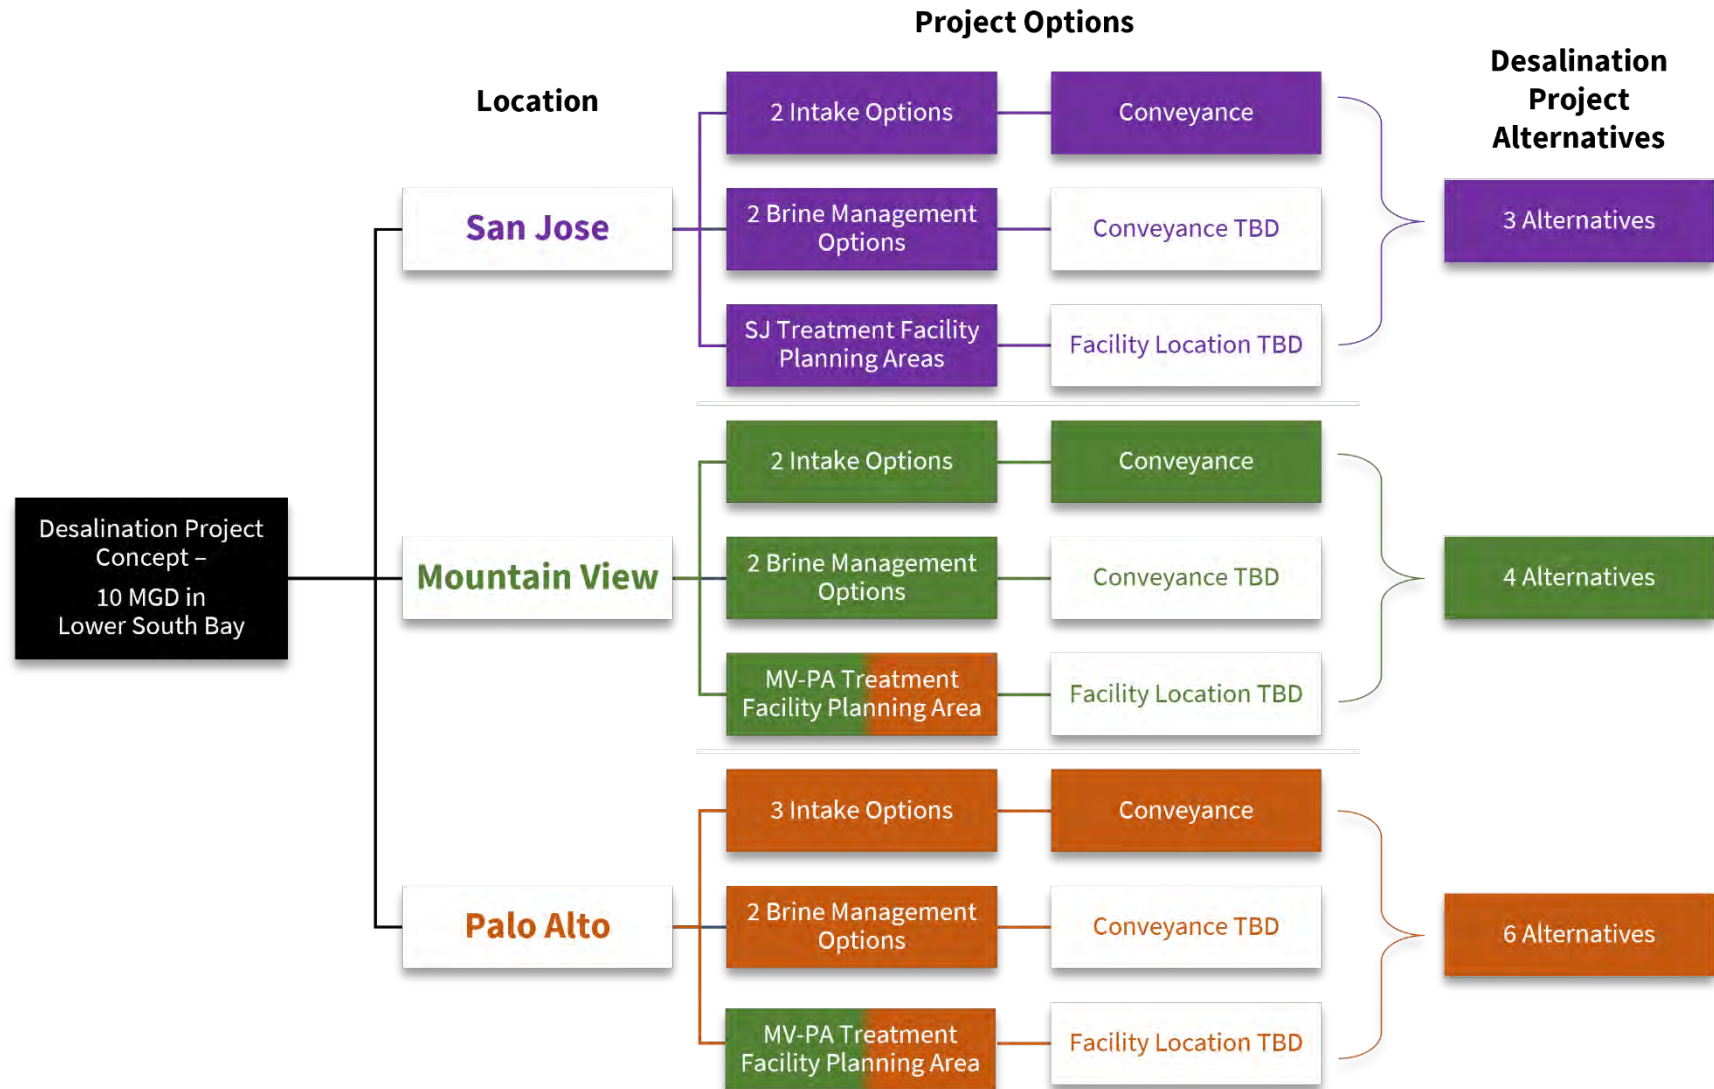 Project Options
Location
Desalination
Project
Alternatives
Desalination Project
Concept –
10 MGD in
Lower South Bay
San Jose
2 Intake Options
Conveyance
2 Brine Management
Options
Conveyance TBD
SJ Treatment Facility
Planning Areas
Facility Location TBD
3 Alternatives
Mountain View
2 Intake Options
Conveyance
2 Brine Management
Options
Conveyance TBD
MV-PA Treatment
Facility Planning Area
Facility Location TBD
4 Alternatives
Palo Alto
3 Intake Options
Conveyance
2 Brine Management
Options
Conveyance TBD
MV-PA Treatment
Facility Planning Area
Facility Location TBD
6 Alternatives